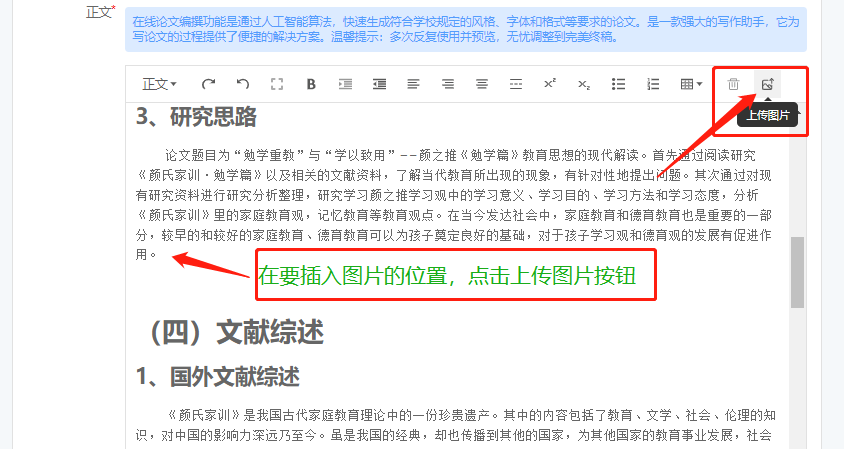 正文*
在线论文编撰功能是通过人工智能算法，快速生成符合学校规定的风格、字体和格式等要求的论文。是一款强大的写作助手，它为
写论文的过程提供了便捷的解决方案。温馨提示：多次反复使用并预览，无忧调整到完美终稿。
正文
B
x²
x₂
上传图片
3、研究思路
论文题目为“勉学重教”与“学以致用”——颜之推《勉学篇》教育思想的现代解读。首先通过阅读研究
《颜氏家训·勉学篇》以及相关的文献资料，了解当代教育所出现的现象，有针对性地提出问题。其次通过对现
有研究资料进行研究分析整理，研究学习颜之推学习观中的学习意义、学习目的、学习方法和学习态度，分析
《颜氏家训》里的家庭教育观，记忆教育等教育观点。在当今发达社会中，家庭教育和德育教育也是重要的一部
分，较早的和较好的家庭教育、德育教育可以为孩子奠定良好的基础，对于孩子学习观和德育观的发展有促进作
用。
在要插入图片的位置，点击上传图片按钮
（四）文献综述
1、国外文献综述
《颜氏家训》是我国古代家庭教育理论中的一份珍贵遗产。其中的内容包括了教育、文学、社会、伦理的知
识，对中国的影响力深远乃至今。虽是我国的经典，却也传播到其他的国家，为其他国家的教育事业发展，社会